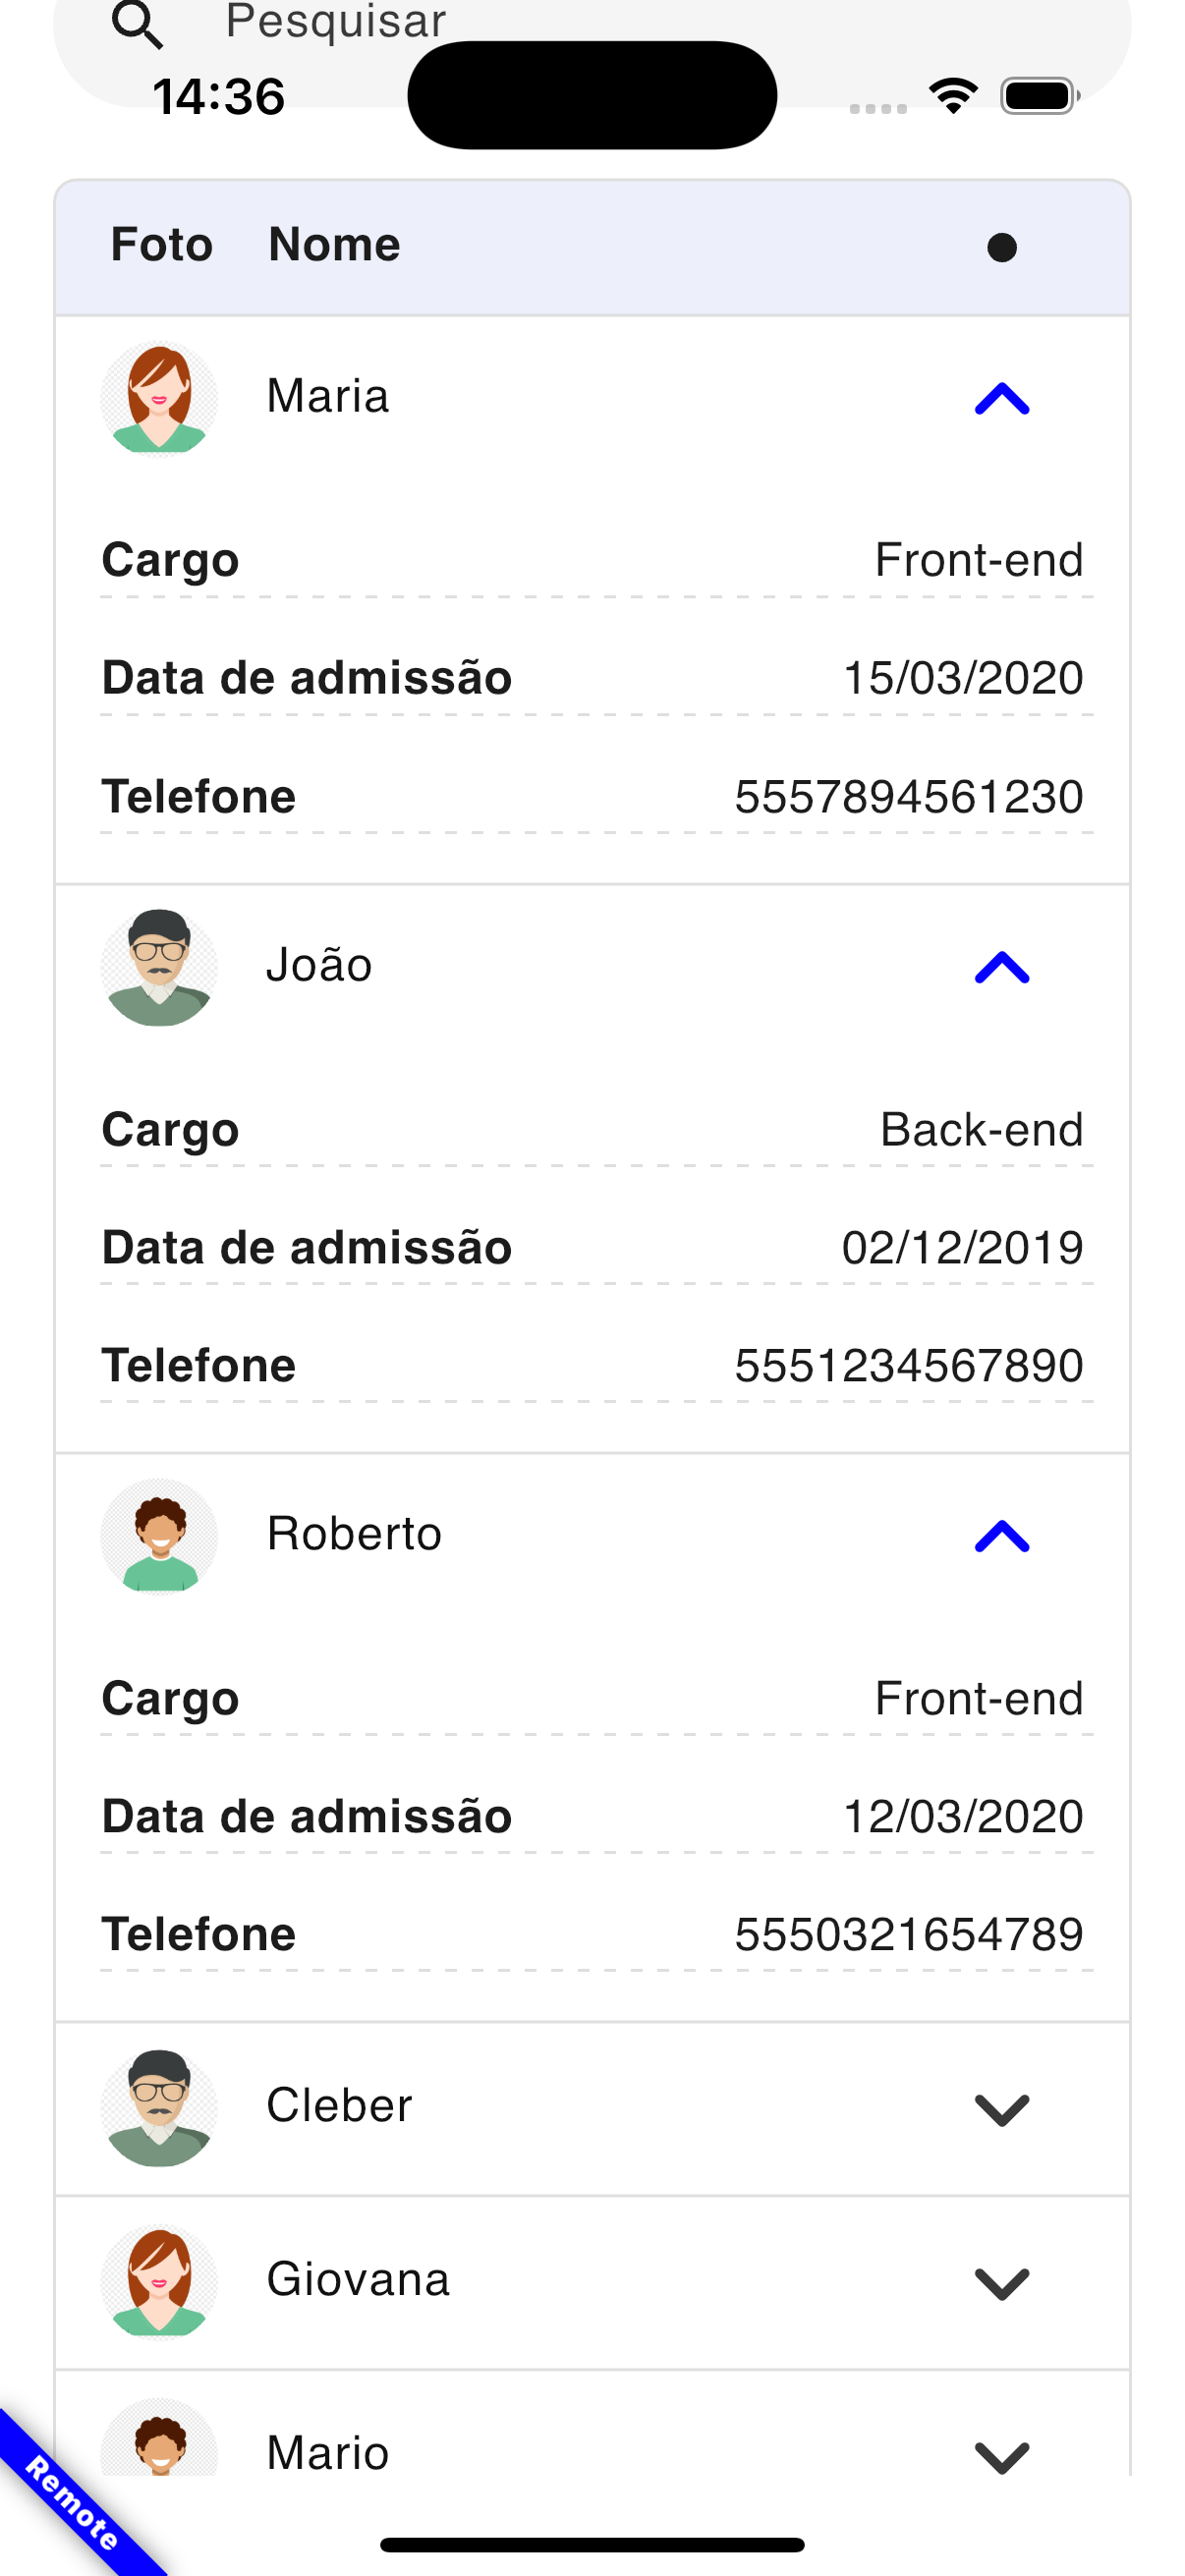 Pesquisar
14:36
Foto Nome
Maria
Cargo Front-end
Data de admissão 15/03/2020
Telefone 5557894561230
João
Cargo Back-end
Data de admissão 02/12/2019
Telefone 5551234567890
Roberto
Cargo Front-end
Data de admissão 12/03/2020
Telefone 5550321654789
Cleber
Giovana
Mario
Remote